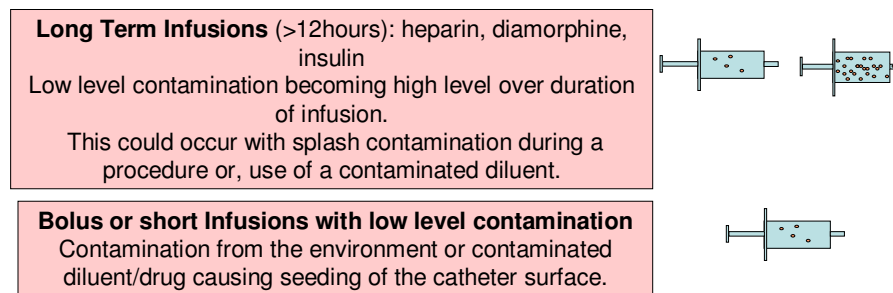 Long Term Infusions (>12hours): heparin, diamorphine,
insulin
Low level contamination becoming high level over duration
of infusion.
This could occur with splash contamination during a
procedure or, use of a contaminated diluent.
Bolus or short Infusions with low level contamination
Contamination from the environment or contaminated
diluent/drug causing seeding of the catheter surface.